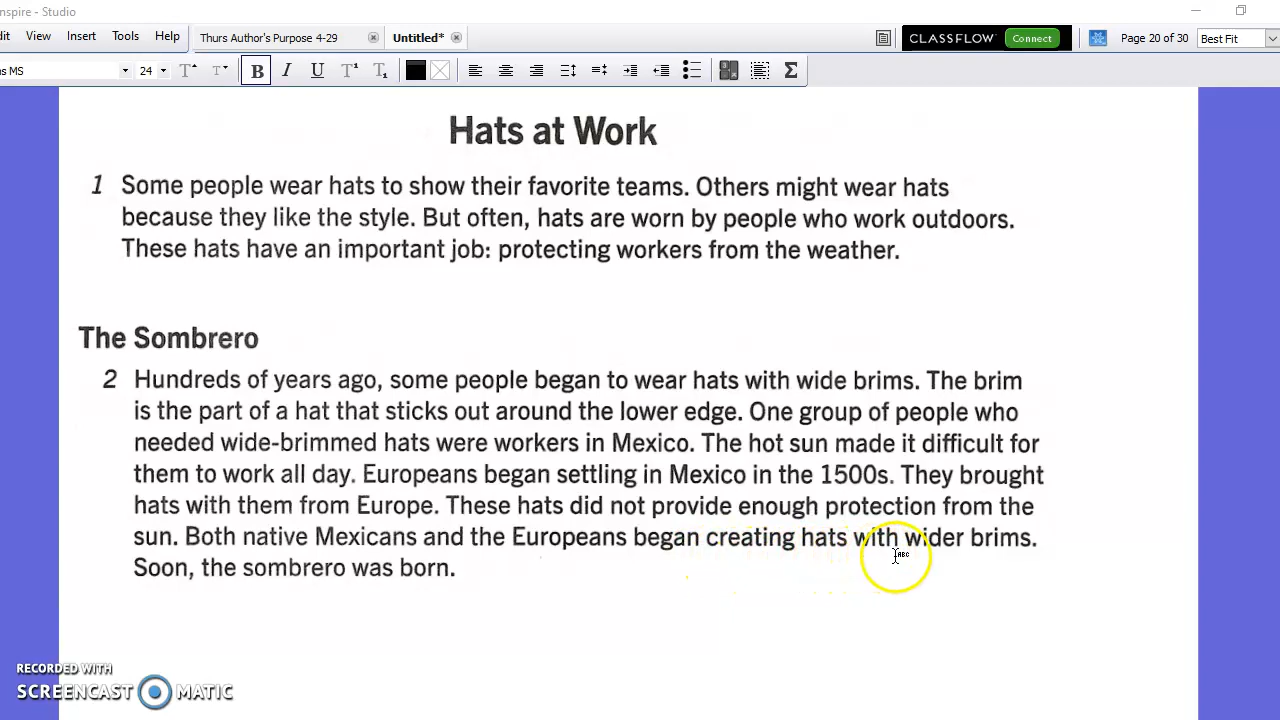 nspire - Studio
dit View Insert Tools Help
Thurs Author's Purpose 4-29
Untitled*
CLASSFLOW Connect
Page 20 of 30
Best Fit
ns MS
24
Hats at Work
1 Some people wear hats to show their favorite teams. Others might wear hats
because they like the style. But often, hats are worn by people who work outdoors.
These hats have an important job: protecting workers from the weather.
The Sombrero
2 Hundreds of years ago, some people began to wear hats with wide brims. The brim
is the part of a hat that sticks out around the lower edge. One group of people who
needed wide-brimmed hats were workers in Mexico. The hot sun made it difficult for
them to work all day. Europeans began settling in Mexico in the 1500s. They brought
hats with them from Europe. These hats did not provide enough protection from the
sun. Both native Mexicans and the Europeans began creating hats with wider brims.
Soon, the sombrero was born.
ABC
RECORDED WITH
SCREENCAST MATIC